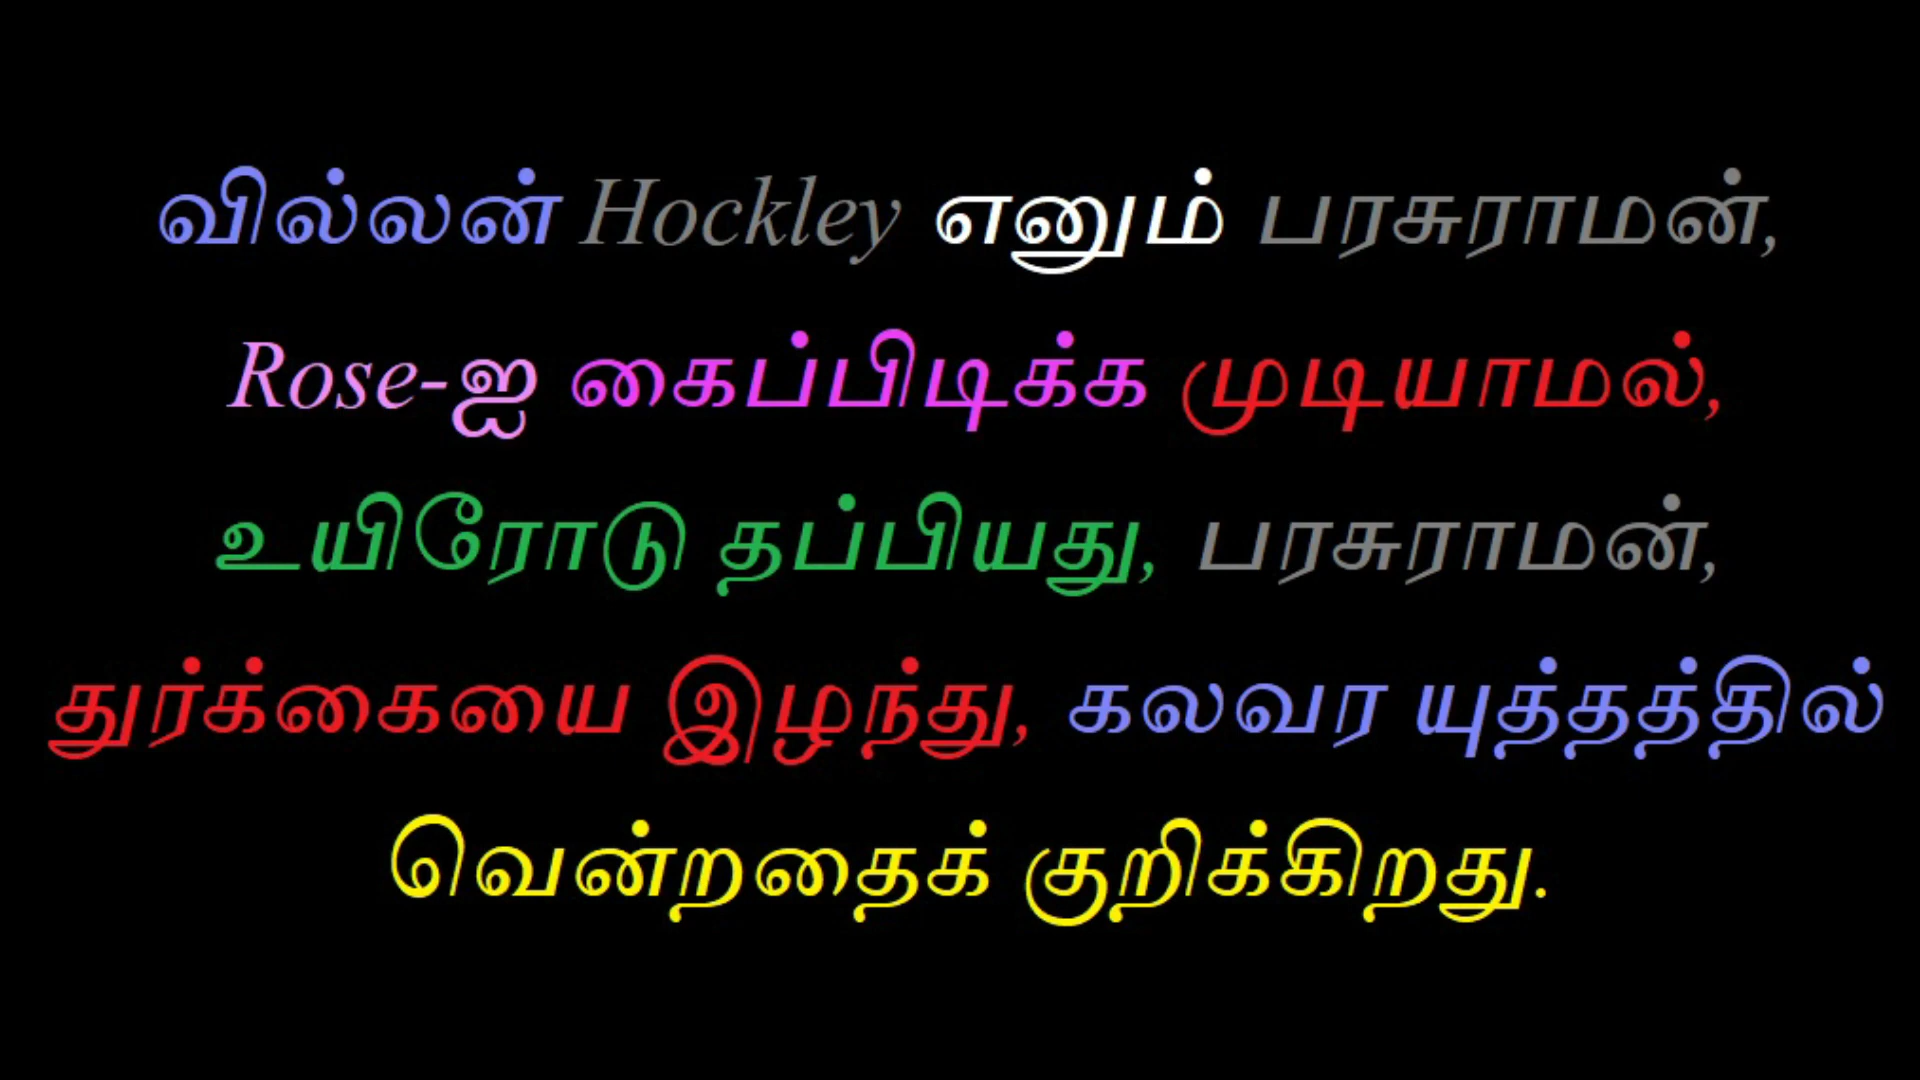 வில்லன் Hockley எனும் பரசுராமன்,
Rose-ஐ கைப்பிடிக்க முடியாமல்,
உயிரோடு தப்பியது, பரசுராமன்,
துர்க்கையை இழந்து, கலவர யுத்தத்தில்
வென்றதைக் குறிக்கிறது.